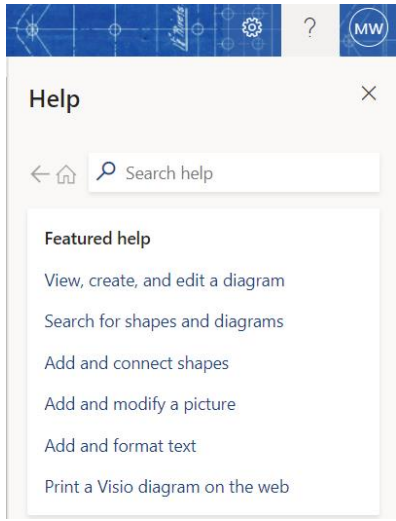 ?
MW
Help
Search help
Featured help
View, create, and edit a diagram
Search for shapes and diagrams
Add and connect shapes
Add and modify a picture
Add and format text
Print a Visio diagram on the web